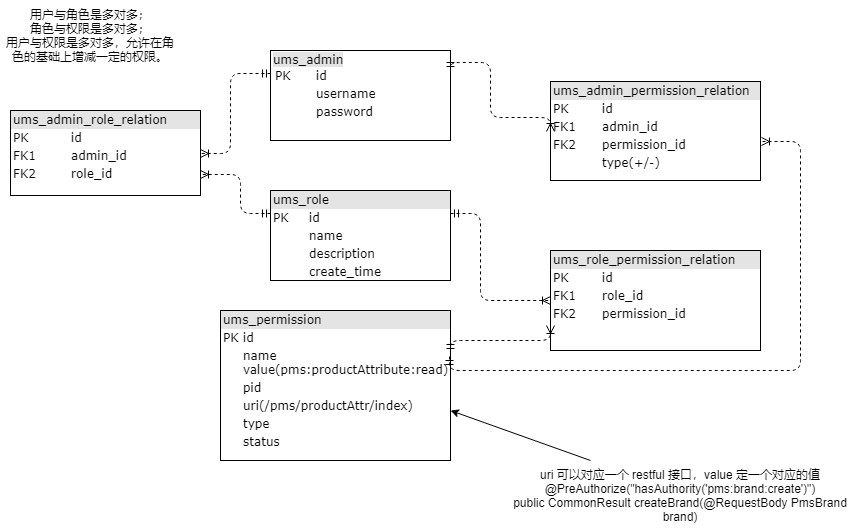 用户与角色是多对多；
角色与权限是多对多；
用户与权限是多对多，允许在角
色的基础上增减一定的权限。
ums_admin
PK id
username
password
ums_admin_permission_relation
PK id
FK1 admin_id
FK2 permission_id
type(+/-)
ums_admin_role_relation
PK id
FK1 admin_id
FK2 role_id
ums_role
PK id
name
description
create_time
ums_role_permission_relation
PK id
FK1 role_id
FK2 permission_id
ums_permission
PK id
name
value(pms:productAttribute:read)
pid
uri(/pms/productAttr/index)
type
status
uri 可以对应一个 restful 接口，value 定一个对应的值
@PreAuthorize("hasAuthority('pms:brand:create')")
public CommonResult createBrand(@RequestBody PmsBrand
brand)